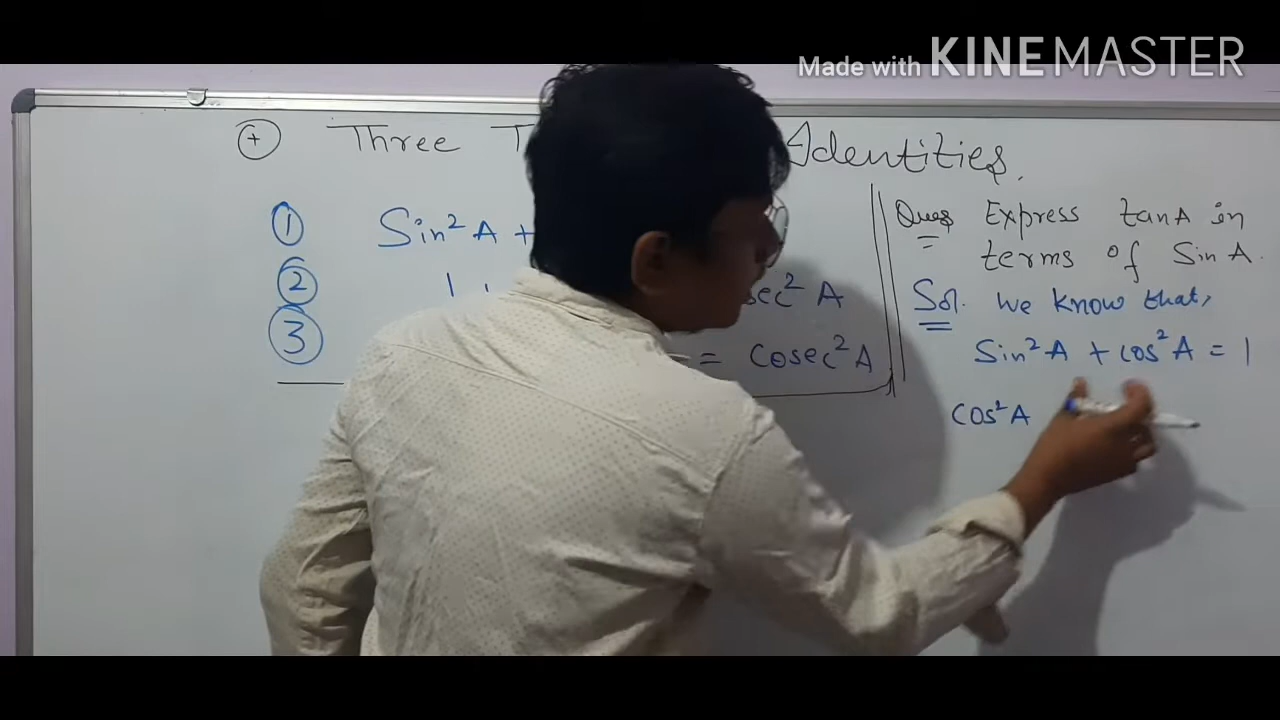 Made with KINEMASTER
+ Three T Identities.
1 Sin² A +
2 1 sec² A
3 = Cosec² A
Ques Express tan A in
terms of Sin A.
Sol. We know that,
Sin² A + cos² A = 1
Cos² A